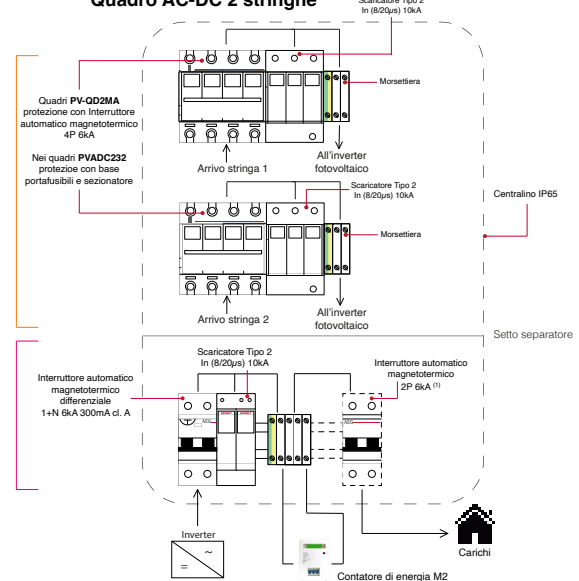 Quadro AC-DC 2 stringhe
Scaricatore Tipo 2
In (8/20µs) 10kA
Morsettiera
Quadri PV-QD2MA
protezione con Interruttore
automatico magnetotermico
4P 6kA
Nei quadri PVADC232
protezioe con base
portafusibili e sezionatore
Arrivo stringa 1
All'inverter
fotovoltaico
Scaricatore Tipo 2
In (8/20µs) 10kA
Centralino IP65
Morsettiera
Arrivo stringa 2
All'inverter
fotovoltaico
Setto separatore
Scaricatore Tipo 2
In (8/20µs) 10kA
Interruttore automatico
magnetotermico
2P 6kA (1)
Interruttore automatico
magnetotermico
differenziale
1+N 6kA 300mA cl. A
AEG
AEG
Inverter
~
=
Carichi
Contatore di energia M2